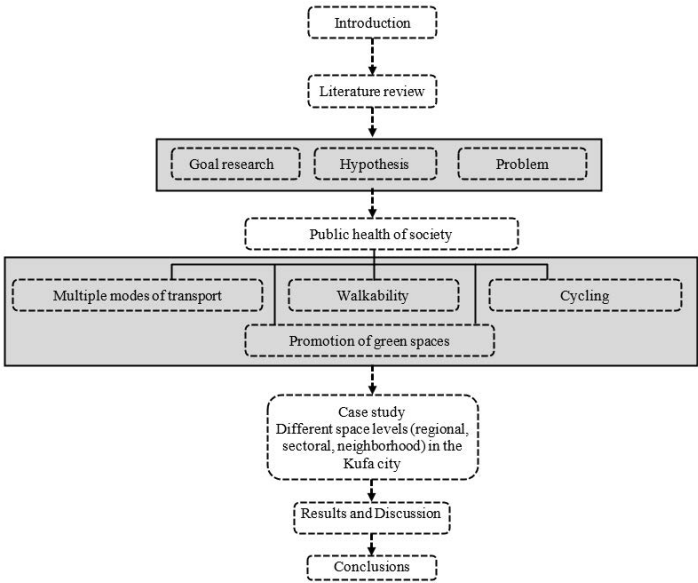 Introduction
Literature review
Goal research
Hypothesis
Problem
Public health of society
Multiple modes of transport
Walkability
Cycling
Promotion of green spaces
Case study
Different space levels (regional,
sectoral, neighborhood) in the
Kufa city
Results and Discussion
Conclusions